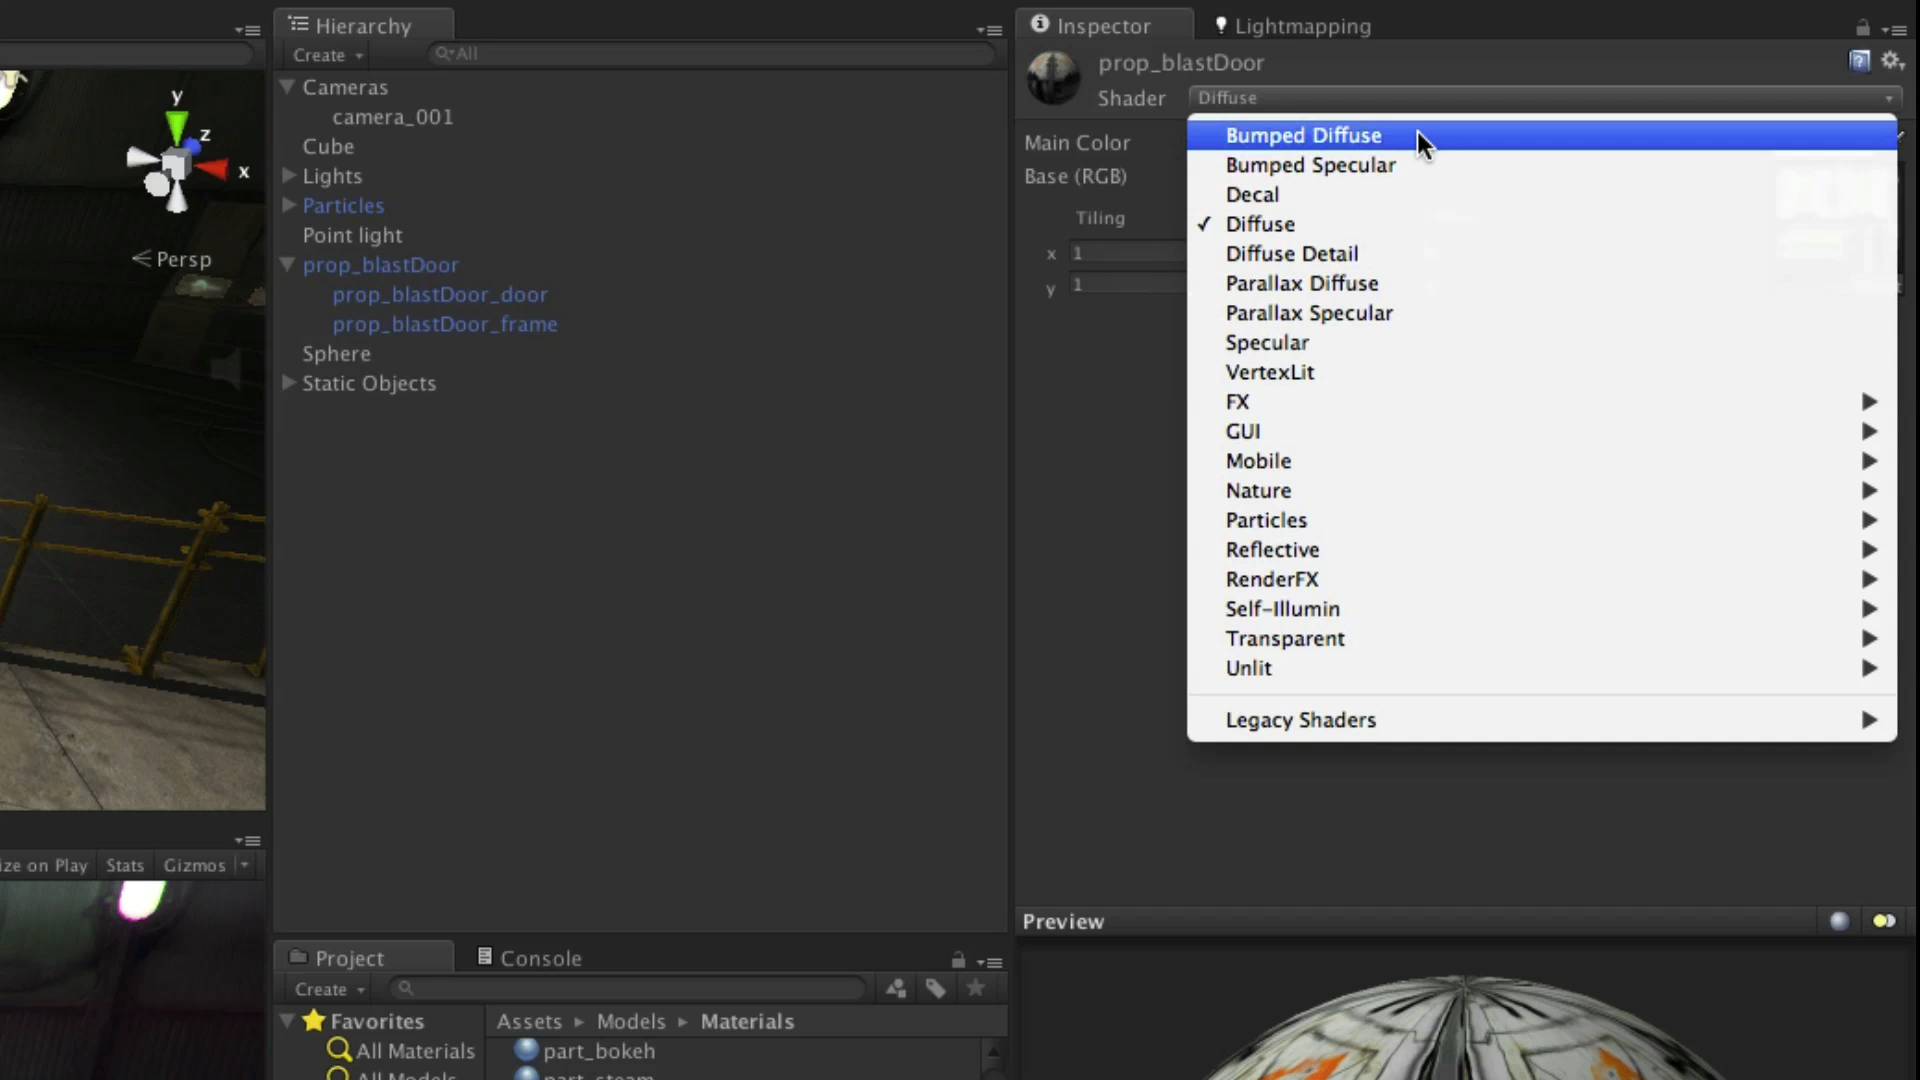 Hierarchy
Create
All
Cameras
camera_001
Cube
Lights
Particles
Point light
prop_blastDoor
prop_blastDoor_door
prop_blastDoor_frame
Sphere
Static Objects
y
z
x
Persp
ize on Play Stats Gizmos
Project Console
Create
Favorites
All Materials
All Models
Assets Models Materials
part_bokeh
part_steam
Inspector Lightmapping
prop_blastDoor
Shader Diffuse
Main Color
Base (RGB)
Tiling
x 1
y 1
Bumped Diffuse
Bumped Specular
Decal
✓ Diffuse
Diffuse Detail
Parallax Diffuse
Parallax Specular
Specular
VertexLit
FX
GUI
Mobile
Nature
Particles
Reflective
RenderFX
Self-Illumin
Transparent
Unlit
Legacy Shaders
Preview